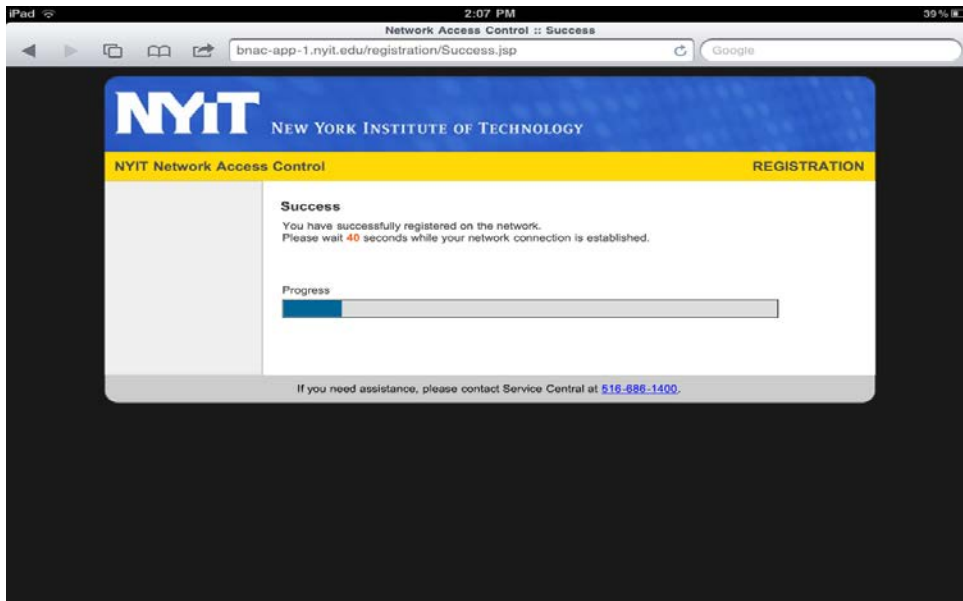 iPad 2:07 PM 39%
Network Access Control :: Success
bnac-app-1.nyit.edu/registration/Success.jsp Google
NYiT NEW YORK INSTITUTE OF TECHNOLOGY
NYIT Network Access Control REGISTRATION
Success
You have successfully registered on the network.
Please wait 40 seconds while your network connection is established.
Progress
If you need assistance, please contact Service Central at 516-686-1400.